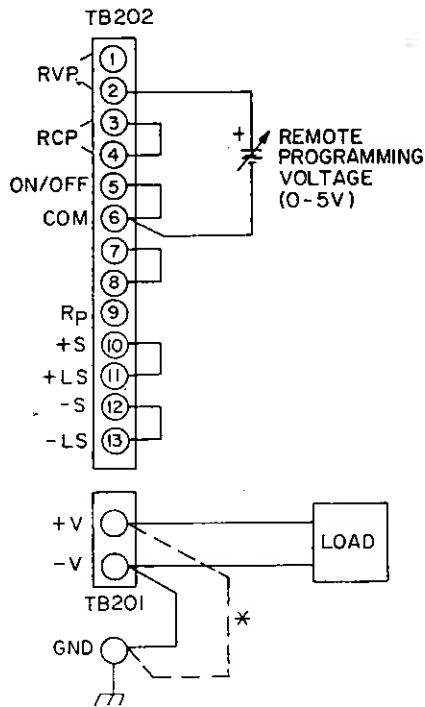 TB202
RVP
1
2
RCP
3
4
ON/OFF 5
COM 6
7
8
RP 9
+S 10
+LS 11
-S 12
-LS 13
+
REMOTE
PROGRAMMING
VOLTAGE
(0-5V)
+V
-V
LOAD
TB201
*
GND